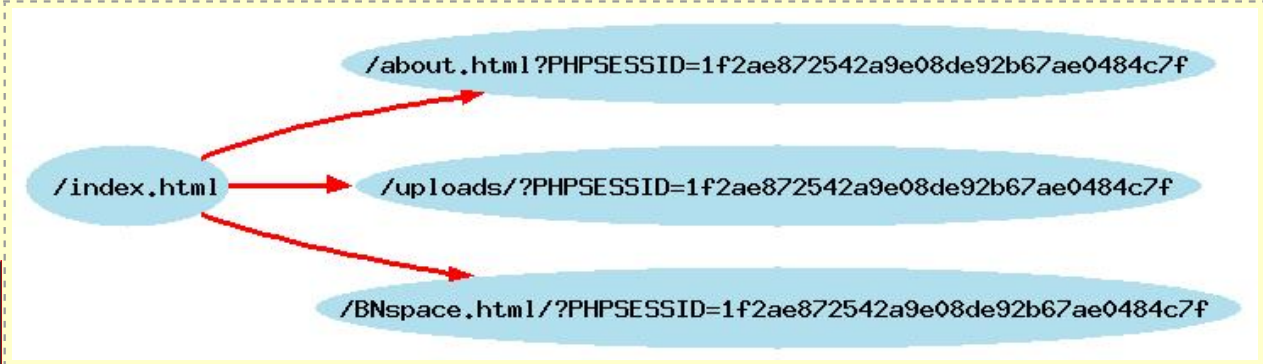 /about.html?PHPSESSID=1f2ae872542a9e08de92b67ae0484c7f
/index.html
/uploads/?PHPSESSID=1f2ae872542a9e08de92b67ae0484c7f
/BNspace.html/?PHPSESSID=1f2ae872542a9e08de92b67ae0484c7f